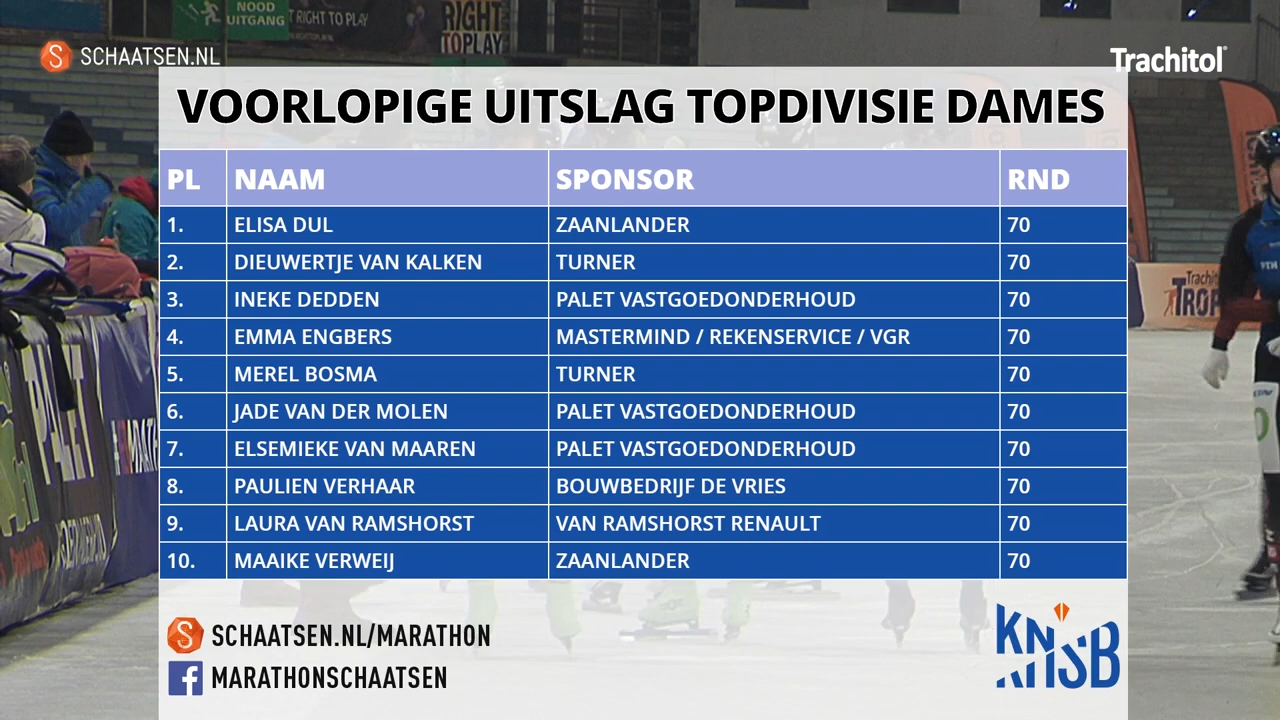 NOOD
UITGANG
RIGHT TO PLAY
RIGHT
TOPLAY
SCHAATSEN.NL
Trachitol
VOORLOPIGE UITSLAG TOPDIVISIE DAMES
PL NAAM SPONSOR RND
1. ELISA DUL ZAANLANDER 70
2. DIEUWERTJE VAN KALKEN TURNER 70
3. INEKE DEDDEN PALET VASTGOEDONDERHOUD 70
4. EMMA ENGBERS MASTERMIND / REKENSERVICE / VGR 70
5. MEREL BOSMA TURNER 70
6. JADE VAN DER MOLEN PALET VASTGOEDONDERHOUD 70
7. ELSEMIEKE VAN MAAREN PALET VASTGOEDONDERHOUD 70
8. PAULIEN VERHAAR BOUWBEDRIJF DE VRIES 70
9. LAURA VAN RAMSHORST VAN RAMSHORST RENAULT 70
10. MAAIKE VERWEIJ ZAANLANDER 70
Trachitol
PALET
SCHAATSEN.NL/MARATHON
MARATHONSCHAATSEN
KNSB